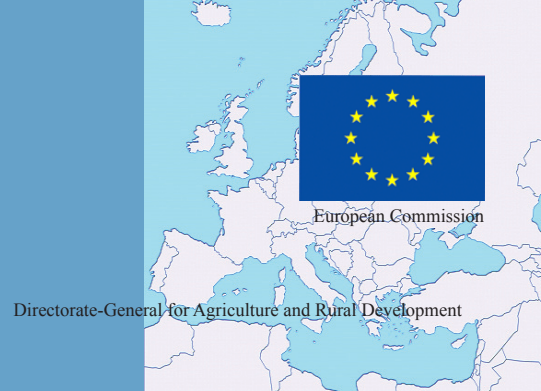 European Commission
Directorate-General for Agriculture and Rural Development